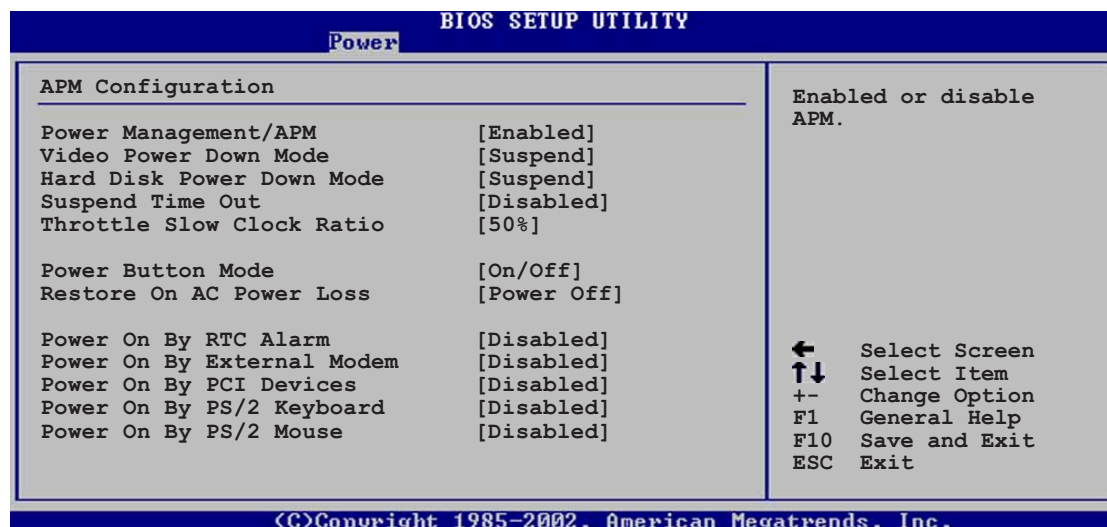 BIOS SETUP UTILITY
Power
APM Configuration
Power Management/APM [Enabled]
Video Power Down Mode [Suspend]
Hard Disk Power Down Mode [Suspend]
Suspend Time Out [Disabled]
Throttle Slow Clock Ratio [50%]
Power Button Mode [On/Off]
Restore On AC Power Loss [Power Off]
Power On By RTC Alarm [Disabled]
Power On By External Modem [Disabled]
Power On By PCI Devices [Disabled]
Power On By PS/2 Keyboard [Disabled]
Power On By PS/2 Mouse [Disabled]
Enabled or disable
APM.
← Select Screen
↑↓ Select Item
+- Change Option
F1 General Help
F10 Save and Exit
ESC Exit
(C)Copyright 1985-2002, American Megatrends, Inc.